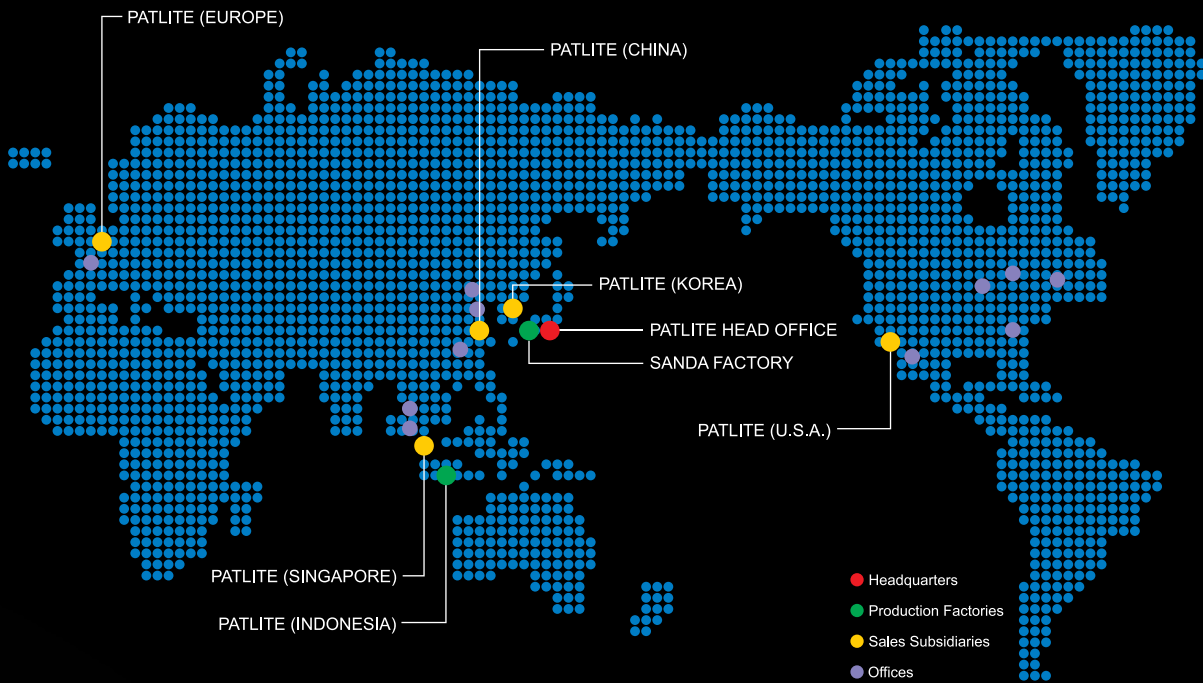 PATLITE (EUROPE)
PATLITE (CHINA)
PATLITE (KOREA)
PATLITE HEAD OFFICE
SANDA FACTORY
PATLITE (U.S.A.)
PATLITE (SINGAPORE)
PATLITE (INDONESIA)
Headquarters
Production Factories
Sales Subsidiaries
Offices